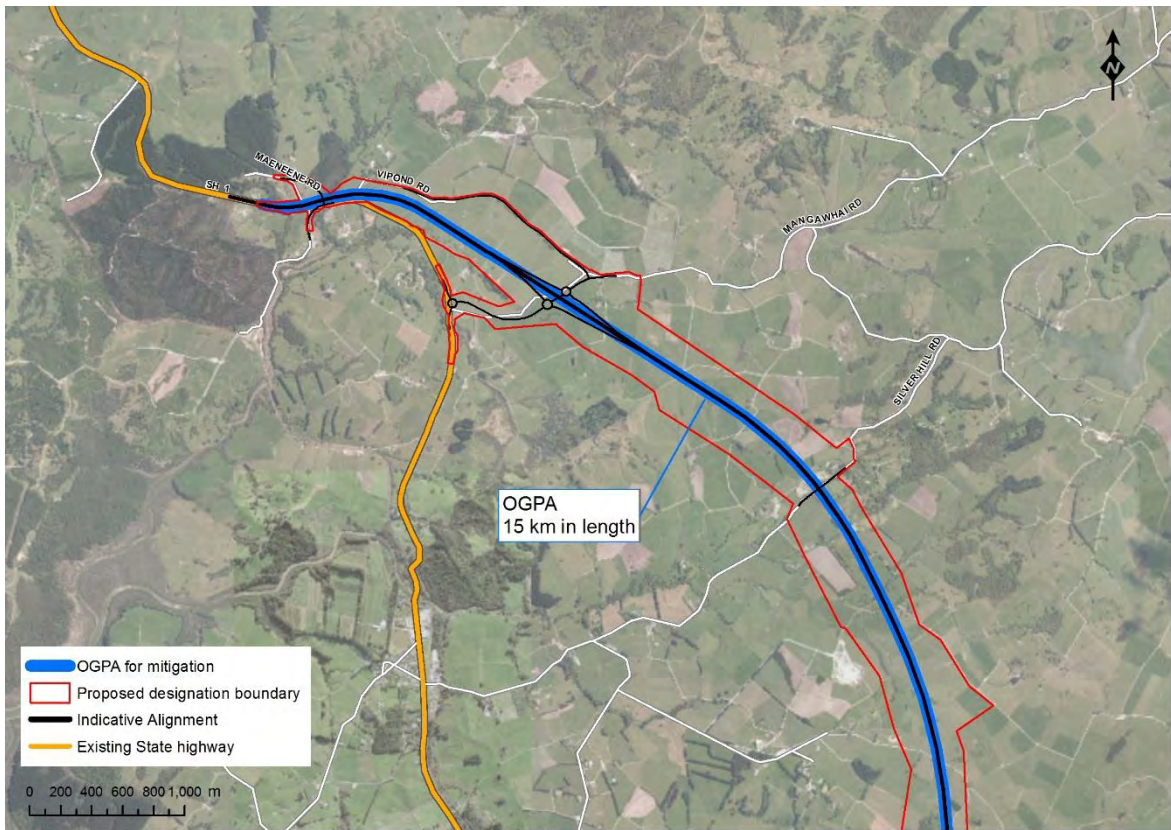 N
MAENEENE RD
VIPOND RD
SH 1
MANGAWHAI RD
SILVER HILL RD
OGPA
15 km in length
OGPA for mitigation
Proposed designation boundary
Indicative Alignment
Existing State highway
0 200 400 600 800 1,000 m